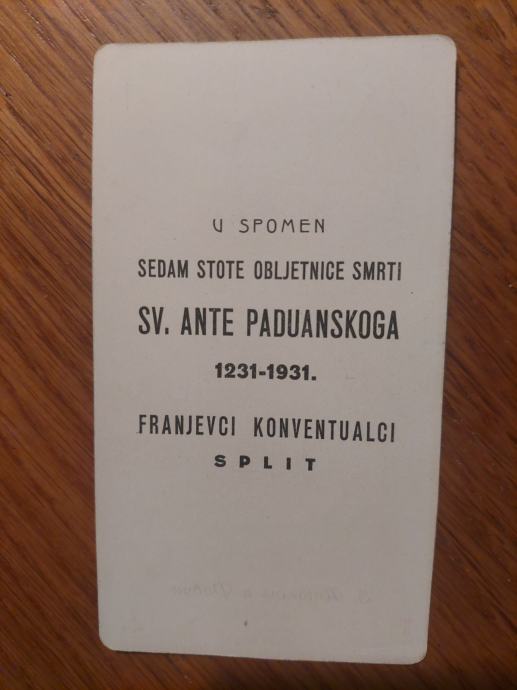 U SPOMEN
SEDAM STOTE OBLJETNICE SMRTI
SV. ANTE PADUANSKOGA
1231-1931.
FRANJEVCI KONVENTUALCI
SPLIT